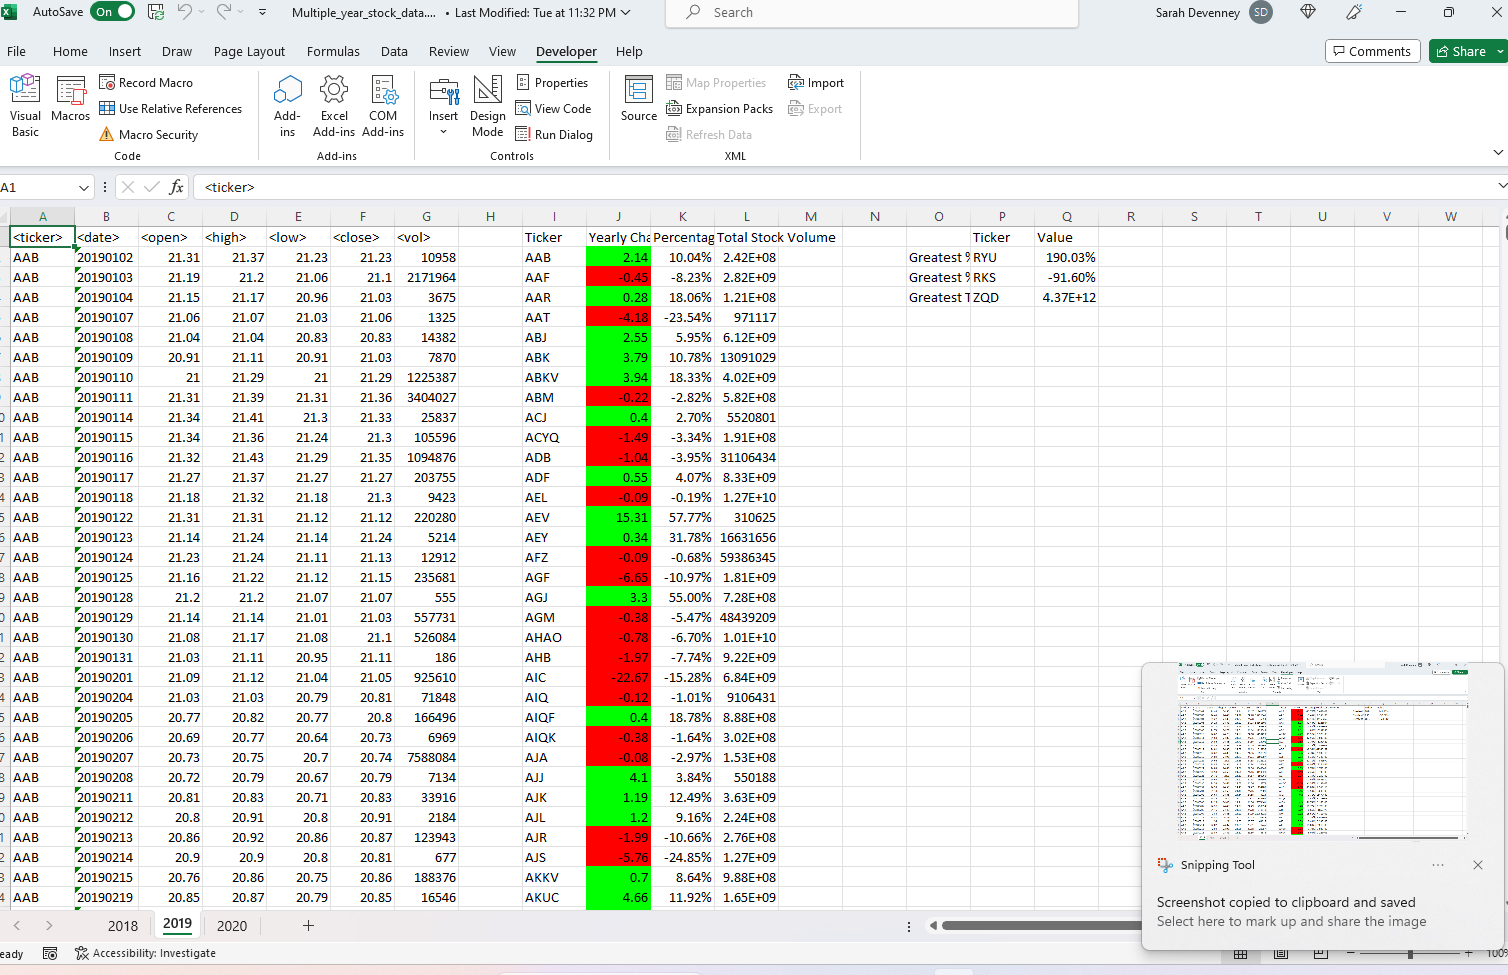 AutoSave On Multiple_year_stock_data.... • Last Modified: Tue at 11:32 PM Search Sarah Devenney SD
File Home Insert Draw Page Layout Formulas Data Review View Developer Help Comments Share
Visual Basic Macros Record Macro Use Relative References Macro Security Code
Add-ins Excel Add-ins COM Add-ins Add-ins
Insert Design Mode Properties View Code Run Dialog Controls
Source Map Properties Expansion Packs Refresh Data Import Export XML
A1 fx <ticker>
A B C D E F G H I J K L M N O P Q R S T U V W
<ticker> <date> <open> <high> <low> <close> <vol> Ticker Yearly Cha Percentag Total Stock Volume Ticker Value
AAB 20190102 21.31 21.37 21.23 21.23 10958 AAB 2.14 10.04% 2.42E+08 Greatest % RYU 190.03%
AAB 20190103 21.19 21.2 21.06 21.1 2171964 AAF -0.45 -8.23% 2.82E+09 Greatest % RKS -91.60%
AAB 20190104 21.15 21.17 20.96 21.03 3675 AAR 0.28 18.06% 1.21E+08 Greatest T ZQD 4.37E+12
AAB 20190107 21.06 21.07 21.03 21.06 1325 AAT -4.18 -23.54% 971117
AAB 20190108 21.04 21.04 20.83 20.83 14382 ABJ 2.55 5.95% 6.12E+09
AAB 20190109 20.91 21.11 20.91 21.03 7870 ABK 3.79 10.78% 13091029
AAB 20190110 21 21.29 21 21.29 1225387 ABKV 3.94 18.33% 4.02E+09
AAB 20190111 21.31 21.39 21.31 21.36 3404027 ABM -0.22 -2.82% 5.82E+08
AAB 20190114 21.34 21.41 21.3 21.33 25837 ACJ 0.4 2.70% 5520801
AAB 20190115 21.34 21.36 21.24 21.3 105596 ACYQ -1.49 -3.34% 1.91E+08
AAB 20190116 21.32 21.43 21.29 21.35 1094876 ADB -1.04 -3.95% 31106434
AAB 20190117 21.27 21.37 21.27 21.27 203755 ADF 0.55 4.07% 8.33E+09
AAB 20190118 21.18 21.32 21.18 21.3 9423 AEL -0.09 -0.19% 1.27E+10
AAB 20190122 21.31 21.31 21.12 21.12 220280 AEV 15.31 57.77% 310625
AAB 20190123 21.14 21.24 21.14 21.24 5214 AEY 0.34 31.78% 16631656
AAB 20190124 21.23 21.24 21.11 21.13 12912 AFZ -0.09 -0.68% 59386345
AAB 20190125 21.16 21.22 21.12 21.15 235681 AGF -6.65 -10.97% 1.81E+09
AAB 20190128 21.2 21.2 21.07 21.07 555 AGJ 3.3 55.00% 7.28E+08
AAB 20190129 21.14 21.14 21.01 21.03 557731 AGM -0.38 -5.47% 48439209
AAB 20190130 21.08 21.17 21.08 21.1 526084 AHAO -0.78 -6.70% 1.01E+10
AAB 20190131 21.03 21.11 20.95 21.11 186 AHB -1.97 -7.74% 9.22E+09
AAB 20190201 21.09 21.12 21.04 21.05 925610 AIC -22.67 -15.28% 6.84E+09
AAB 20190204 21.03 21.03 20.79 20.81 71848 AIQ -0.12 -1.01% 9106431
AAB 20190205 20.77 20.82 20.77 20.8 166496 AIQF 0.4 18.78% 8.88E+08
AAB 20190206 20.69 20.77 20.64 20.73 6969 AIQK -0.38 -1.64% 3.02E+08
AAB 20190207 20.73 20.75 20.7 20.74 7588084 AJA -0.08 -2.97% 1.53E+08
AAB 20190208 20.72 20.79 20.67 20.79 7134 AJJ 4.1 3.84% 550188
AAB 20190211 20.81 20.83 20.71 20.83 33916 AJK 1.19 12.49% 3.63E+09
AAB 20190212 20.8 20.91 20.8 20.91 2184 AJL 1.2 9.16% 2.24E+08
AAB 20190213 20.86 20.92 20.86 20.87 123943 AJR -1.99 -10.66% 2.76E+08
AAB 20190214 20.9 20.9 20.8 20.81 677 AJS -5.76 -24.85% 1.27E+09
AAB 20190215 20.76 20.86 20.75 20.86 188376 AKKV 0.7 8.64% 9.88E+08
AAB 20190219 20.85 20.87 20.79 20.85 16546 AKUC 4.66 11.92% 1.65E+09
Snipping Tool
Screenshot copied to clipboard and saved
Select here to mark up and share the image
2018 2019 2020
eady Accessibility: Investigate 100%